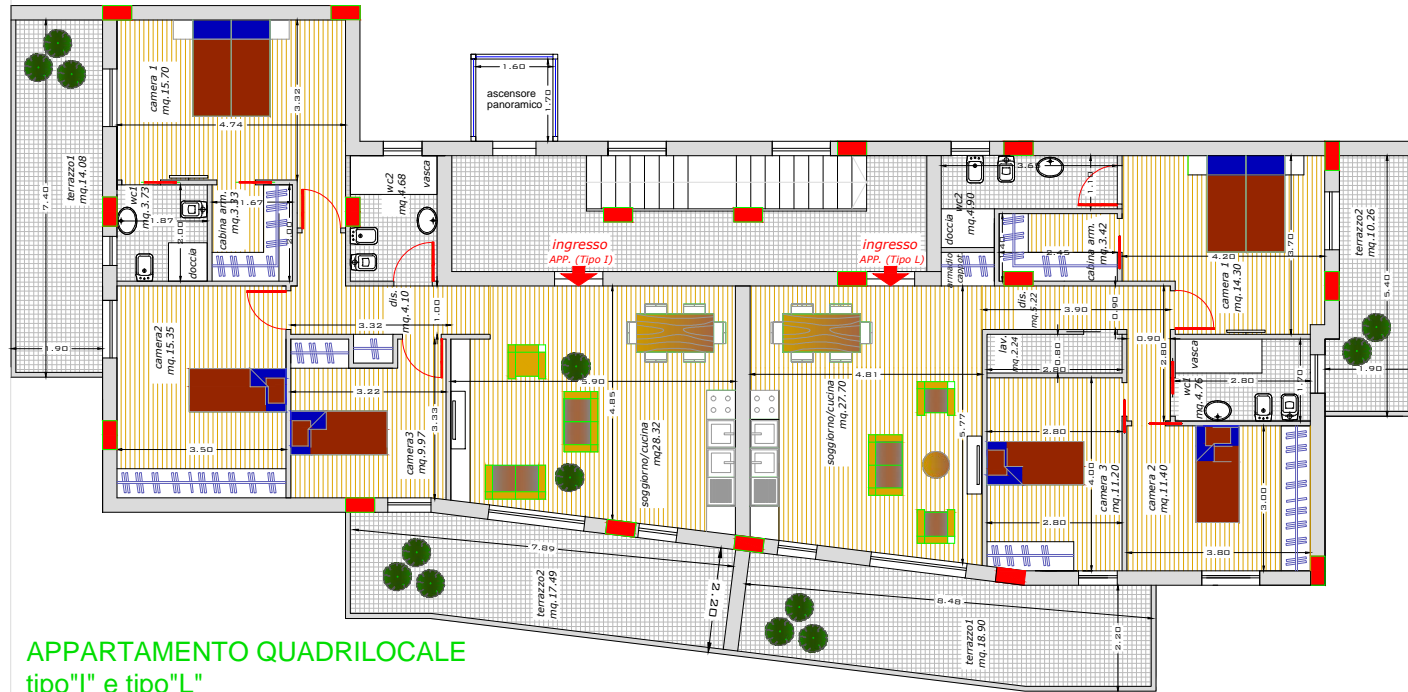 camera 1
mq.15.70
3.32
4.74
7.40
terrazzo1
mq.14.08
wc1
mq.3.73
1.87
2.00
doccia
cabina arm.
mq.3.33
1.67
2.00
wc2
mq.4.68
vasca
1.60
1.70
ascensore
panoramico
ingresso
APP. (Tipo I)
ingresso
APP. (Tipo L)
doccia
wc2
mq.4.90
1.10
cabina arm.
mq.3.42
2.45
camera 1
mq.14.30
4.20
3.70
terrazzo2
mq.10.26
5.40
1.90
dis.
mq.4.10
1.00
3.32
camera2
mq.15.35
3.50
1.90
3.22
3.33
camera3
mq.9.97
5.90
4.85
soggiorno/cucina
mq28.32
4.81
5.77
soggiorno/cucina
mq.27.70
dis.
mq.5.22
3.90
0.90
lav.
mq.2.24
0.80
2.80
0.90
2.80
vasca
wc1
mq.4.76
2.80
1.70
2.80
4.00
2.80
camera 3
mq.11.20
camera 2
mq.11.40
3.00
3.80
7.89
terrazzo2
mq.17.49
2.20
8.48
terrazzo1
mq.18.90
2.20
APPARTAMENTO QUADRILOCALE
tipo"I" e tipo"L"